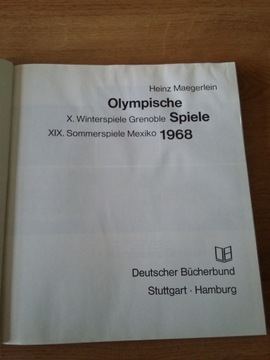 Heinz Maegerlein
Olympische
X. Winterspiele Grenoble Spiele
XIX. Sommerspiele Mexiko 1968
Deutscher Bücherbund
Stuttgart · Hamburg